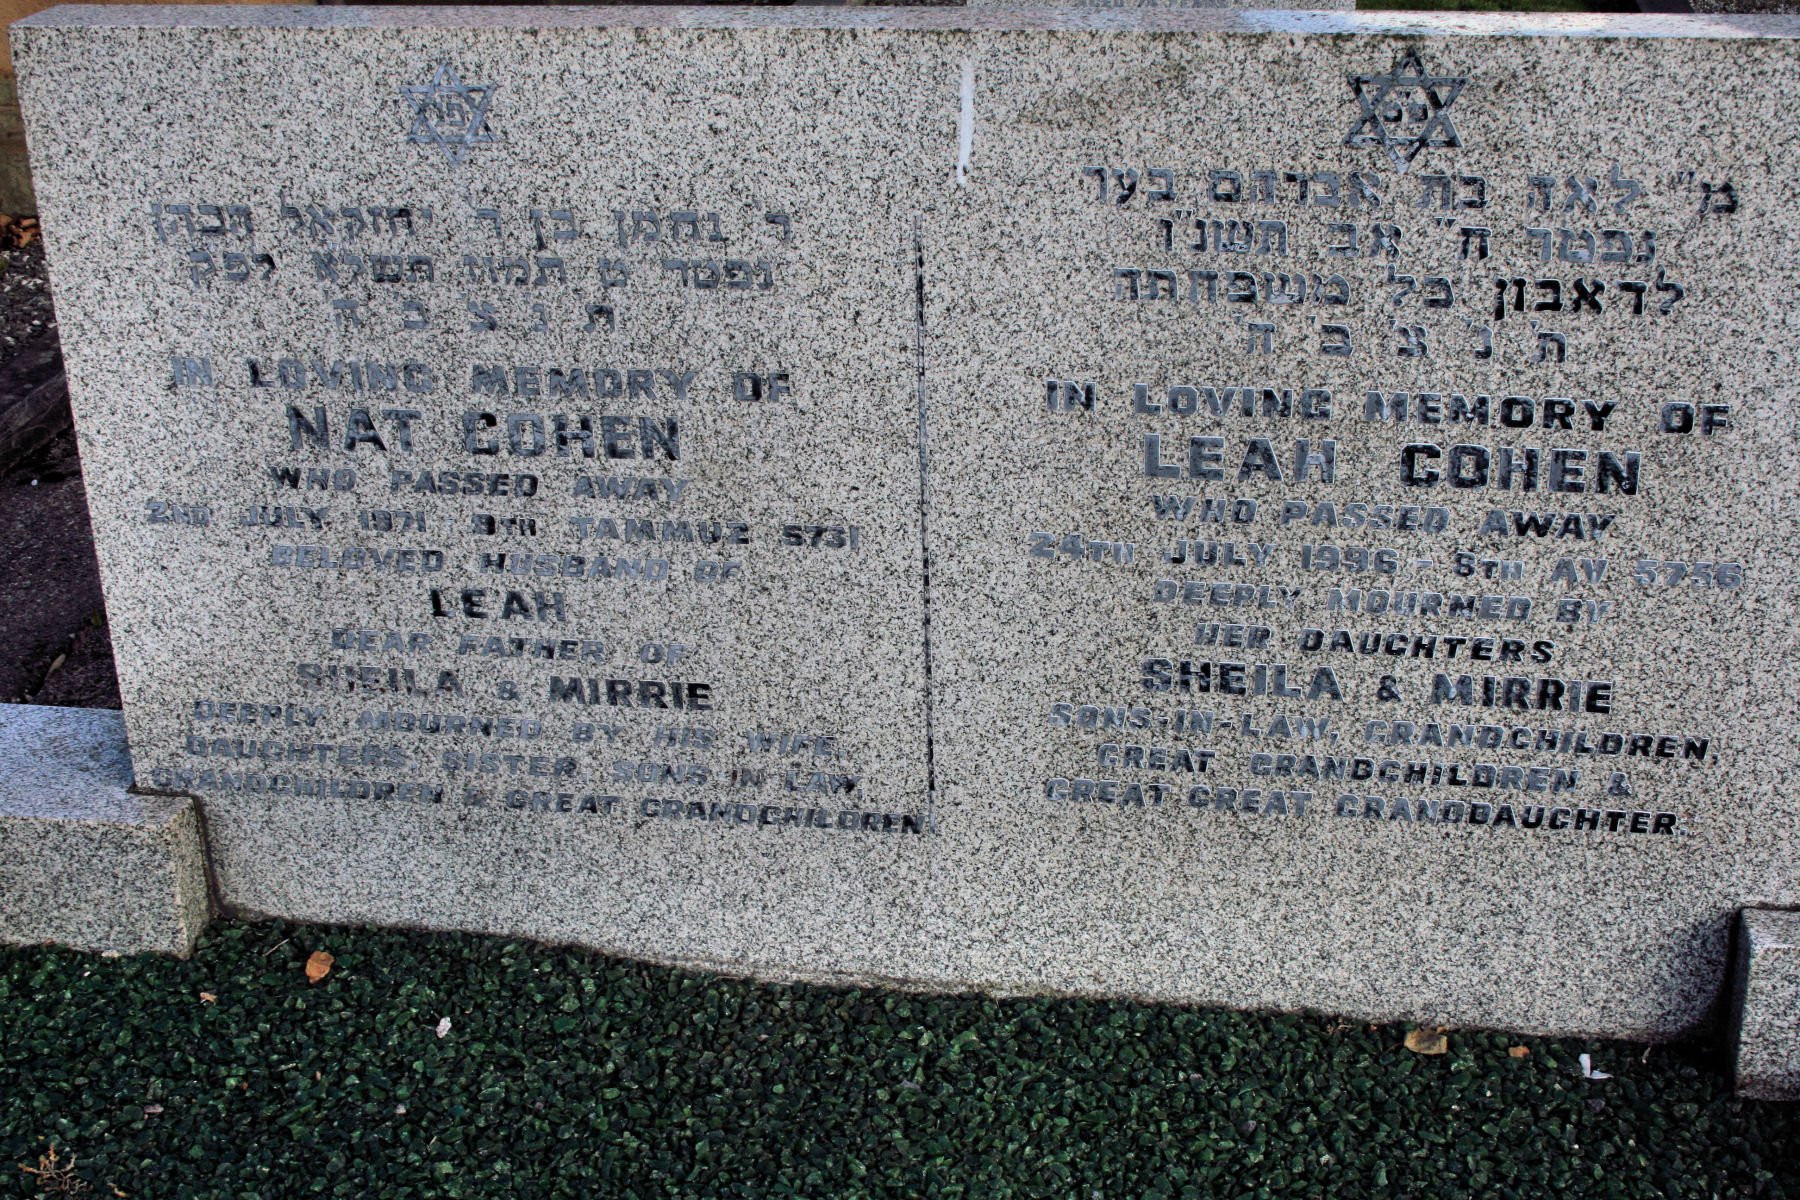 פ״נ
ר׳ נחמן בן ר׳ יחזקאל הכהן
נפטר ט׳ תמוז תשלא לפק
ת׳ נ׳ צ׳ ב׳ ה׳
IN LOVING MEMORY OF
NAT COHEN
WHO PASSED AWAY
2ND JULY 1971 - 9TH TAMMUZ 5731
BELOVED HUSBAND OF
LEAH
DEAR FATHER OF
SHEILA & MIRRIE
DEERLY MOURNED BY HIS WIFE,
DAUGHTERS, SISTER, SONS-IN LAW,
GRANDCHILDREN & GREAT GRANDCHILDREN
פ״נ
מ״ לאה בת אברהם בער
נפטר ח״ אב תשנ״ו
לדאבון כל משפחתה
ת׳ נ׳ צ׳ ב׳ ה׳
IN LOVING MEMORY OF
LEAH COHEN
WHO PASSED AWAY
24TH JULY 1996 - 8TH AV 5756
DEERLY MOURNED BY
HER DAUGHTERS
SHEILA & MIRRIE
SONS-IN-LAW, GRANDCHILDREN,
GREAT GRANDCHILDREN &
GREAT GREAT GRANDDAUGHTER.